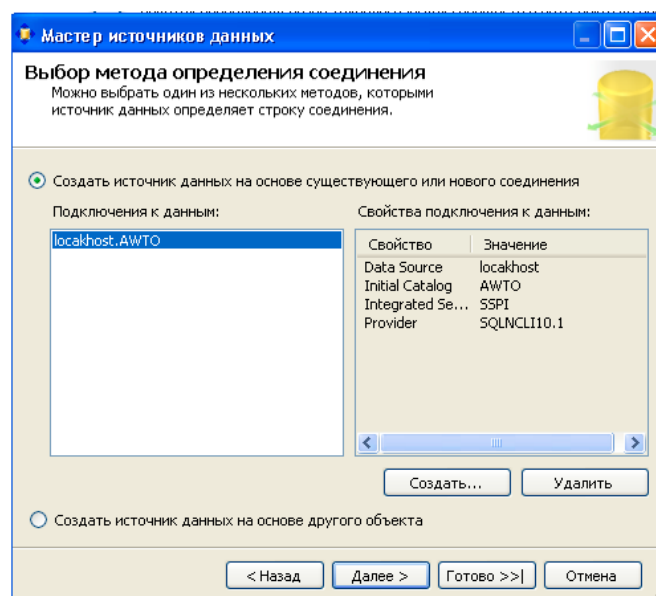 Мастер источников данных
Выбор метода определения соединения
Можно выбрать один из нескольких методов, которыми
источник данных определяет строку соединения.
Создать источник данных на основе существующего или нового соединения
Подключения к данным:
locakhost.AWTO
Свойства подключения к данным:
Свойство Значение
Data Source locakhost
Initial Catalog AWTO
Integrated Se... SSPI
Provider SQLNCLI10.1
Создать... Удалить
Создать источник данных на основе другого объекта
< Назад Далее > Готово >>| Отмена